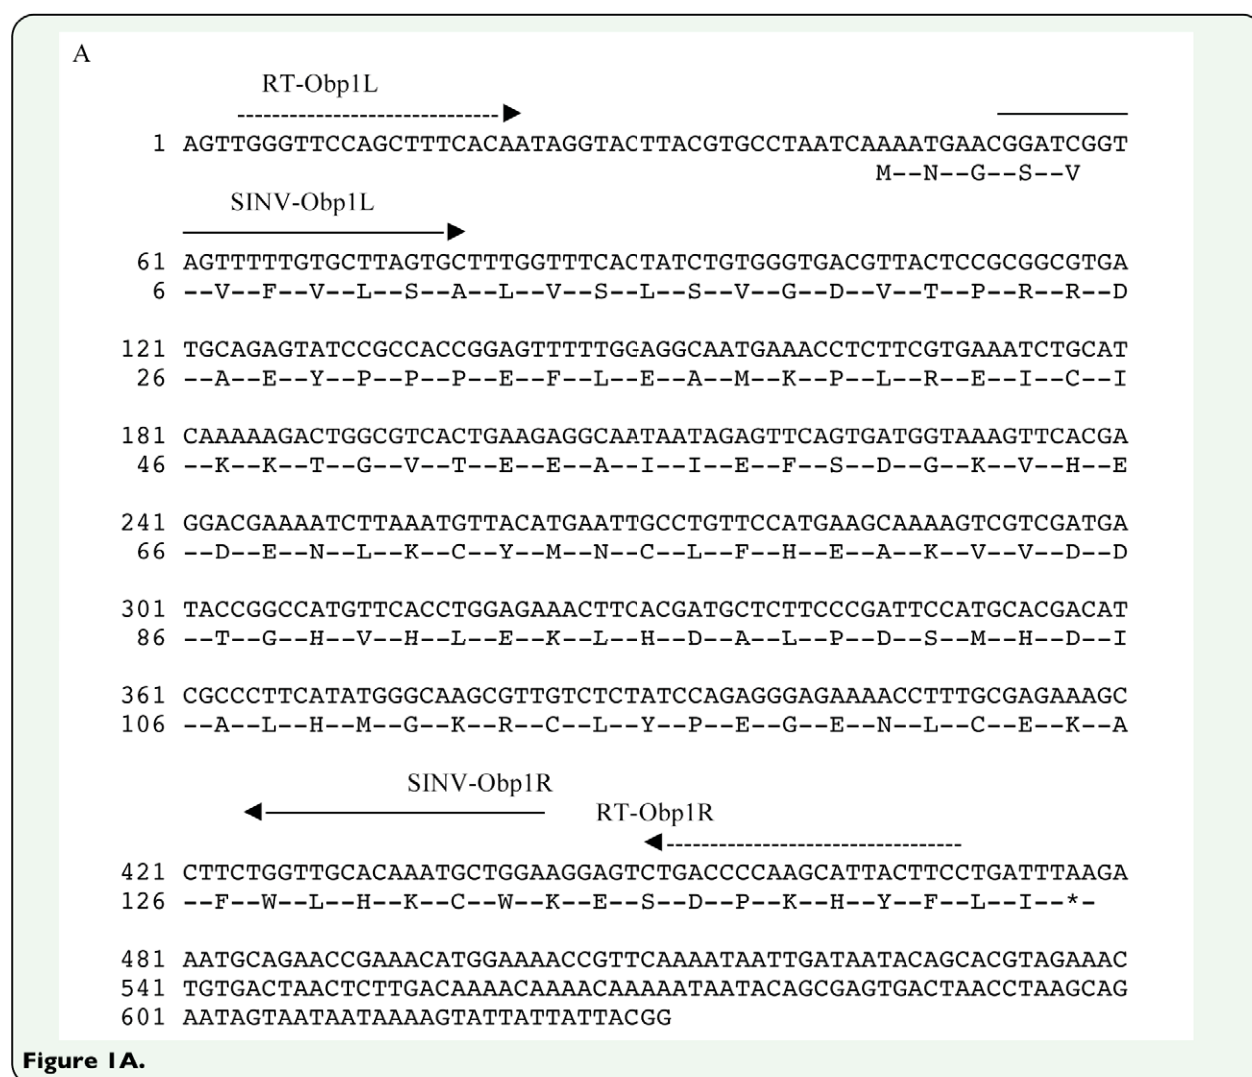 A
RT-Obp1L
1 AGTTGGGTTCCAGCTTTCACAATAGGTACTTACGTGCCTAATCAAAATGAACGGATCGGT
M--N--G--S--V
SINV-Obp1L
61 AGTTTTTGTGCTTAGTGCTTTGGTTTCACTATCTGTGGGTGACGTTACTCCGCGGCGTGA
6 --V--F--V--L--S--A--L--V--S--L--S--V--G--D--V--T--P--R--R--D
121 TGCAGAGTATCCGCCACCGGAGTTTTTGGAGGCAATGAAACCTCTTCGTGAAATCTGCAT
26 --A--E--Y--P--P--P--E--F--L--E--A--M--K--P--L--R--E--I--C--I
181 CAAAAAGACTGGCGTCACTGAAGAGGCAATAATAGAGTTCAGTGATGGTAAAGTTCACGA
46 --K--K--T--G--V--T--E--E--A--I--I--E--F--S--D--G--K--V--H--E
241 GGACGAAAATCTTAAATGTTACATGAATTGCCTGTTCCATGAAGCAAAAGTCGTCGATGA
66 --D--E--N--L--K--C--Y--M--N--C--L--F--H--E--A--K--V--V--D--D
301 TACCGGCCATGTTCACCTGGAGAAACTTCACGATGCTCTTCCCGATTCCATGCACGACAT
86 --T--G--H--V--H--L--E--K--L--H--D--A--L--P--D--S--M--H--D--I
361 CGCCCTTCATATGGGCAAGCGTTGTCTCTATCCAGAGGGAGAAAACCTTTGCGAGAAAGC
106 --A--L--H--M--G--K--R--C--L--Y--P--E--G--E--N--L--C--E--K--A
SINV-Obp1R
RT-Obp1R
421 CTTCTGGTTGCACAAATGCTGGAAGGAGTCTGACCCCAAGCATTACTTCCTGATTTAAGA
126 --F--W--L--H--K--C--W--K--E--S--D--P--K--H--Y--F--L--I--*-
481 AATGCAGAACCGAAACATGGAAAACCGTTCAAAATAATTGATAATACAGCACGTAGAAAC
541 TGTGACTAACTCTTGACAAAACAAAACAAAAATAATACAGCGAGTGACTAACCTAAGCAG
601 AATAGTAATAATAAAAGTATTATTATTACGG
Figure 1A.